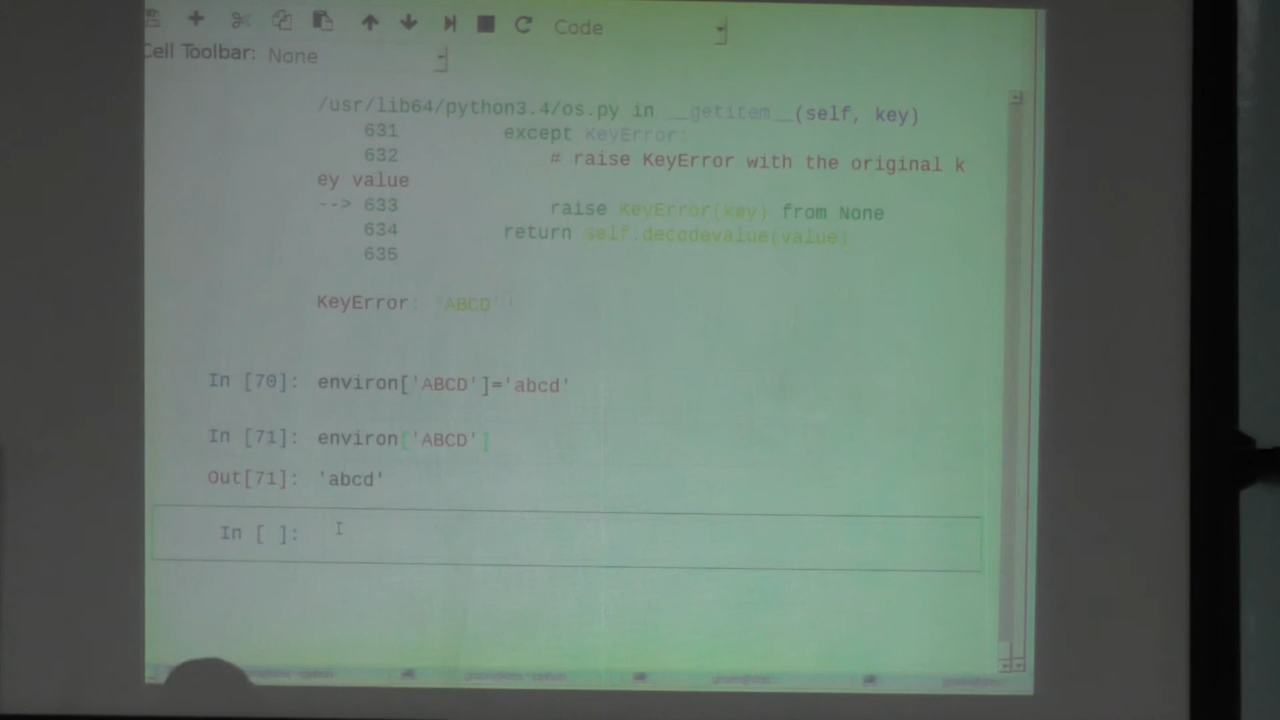 Code
Cell Toolbar: None
/usr/lib64/python3.4/os.py in __getitem__(self, key)
631 except KeyError:
632 # raise KeyError with the original k
ey value
--> 633 raise KeyError(key) from None
634 return self.decodevalue(value)
635
KeyError: 'ABCD'
In [70]: environ['ABCD']='abcd'
In [71]: environ['ABCD']
Out[71]: 'abcd'
In [ ]: